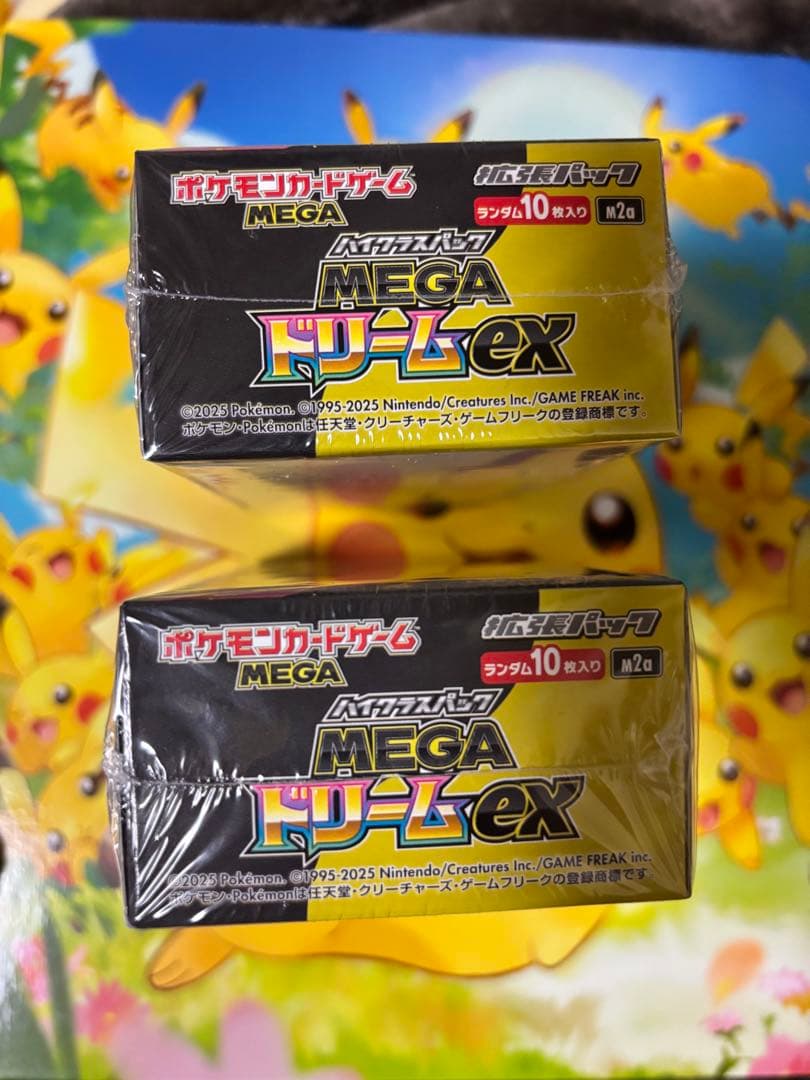 ポケモンカードゲーム
MEGA
拡張パック
ランダム10枚入り
M2a
ハイクラスパック
MEGA
ドリームex
©2025 Pokémon. ©1995-2025 Nintendo/Creatures Inc./GAME FREAK inc.
ポケモン・Pokémonは任天堂・クリーチャーズ・ゲームフリークの登録商標です。
ポケモンカードゲーム
MEGA
拡張パック
ランダム10枚入り
M2a
ハイクラスパック
MEGA
ドリームex
©2025 Pokémon. ©1995-2025 Nintendo/Creatures Inc./GAME FREAK inc.
ポケモン・Pokémonは任天堂・クリーチャーズ・ゲームフリークの登録商標です。